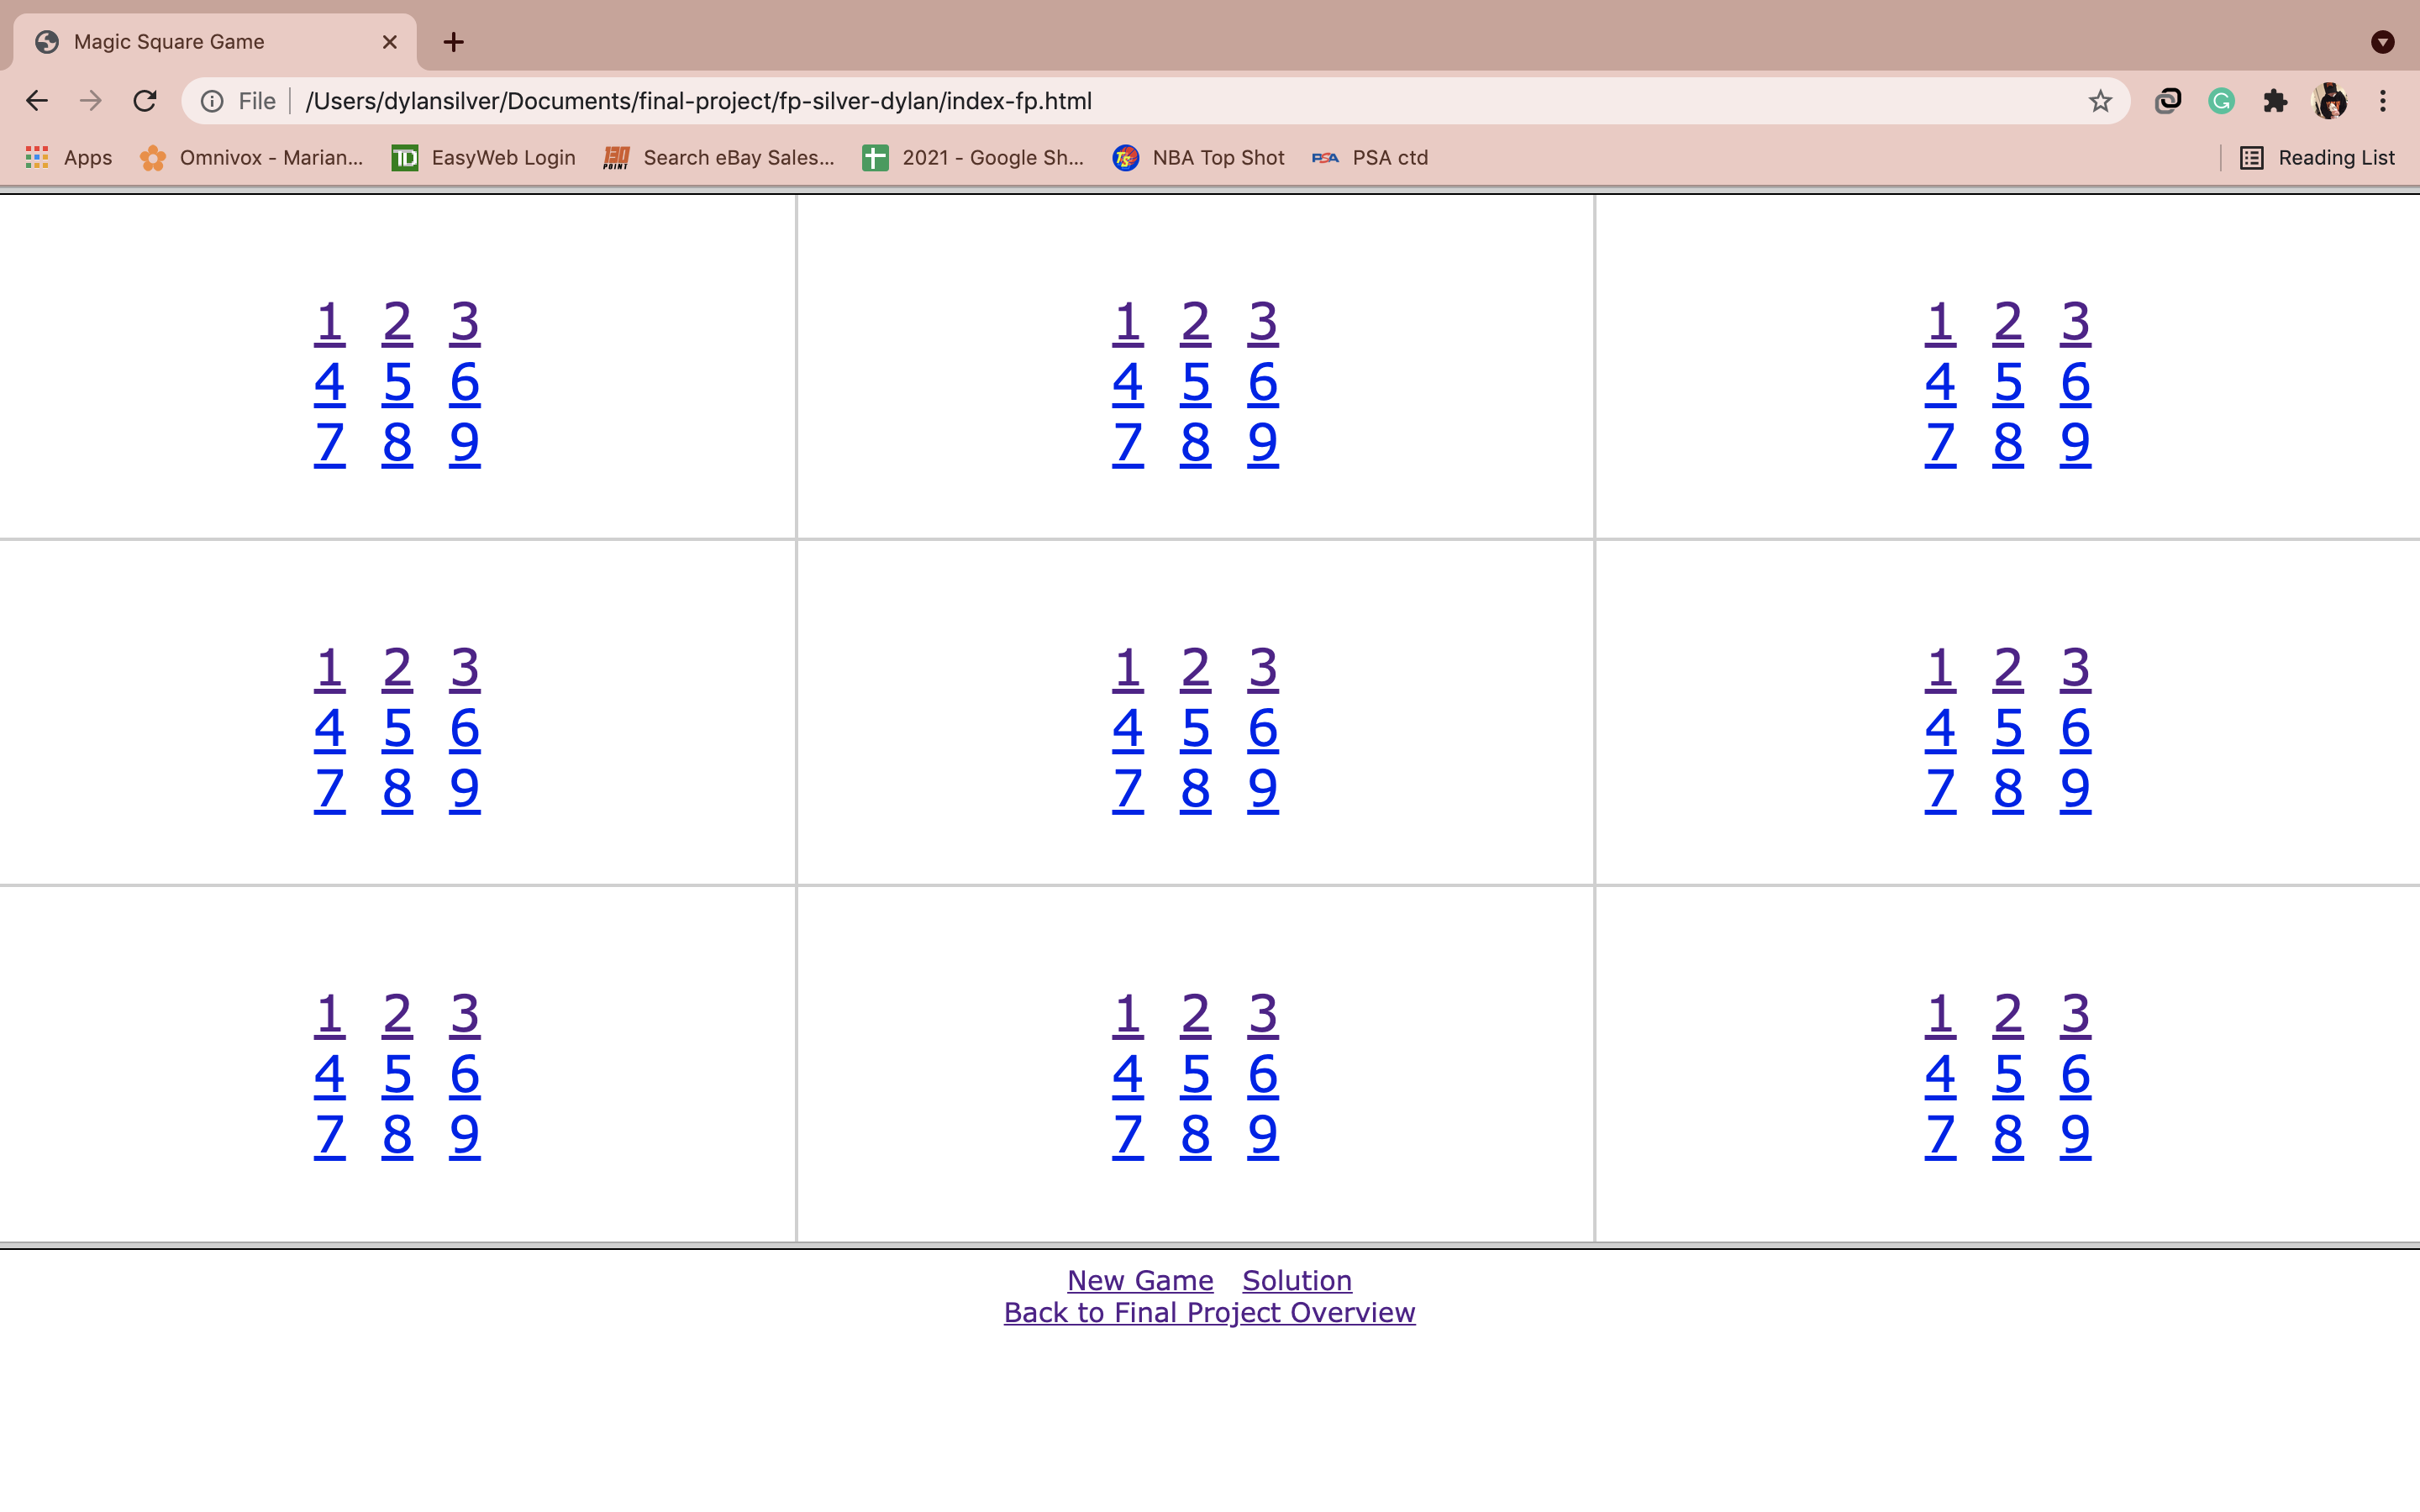 Magic Square Game
File /Users/dylansilver/Documents/final-project/fp-silver-dylan/index-fp.html
Apps Omnivox - Marian... TD EasyWeb Login 130 POINT Search eBay Sales... 2021 - Google Sh... TS NBA Top Shot PSA PSA ctd Reading List
1 2 3 1 2 3 1 2 3
4 5 6 4 5 6 4 5 6
7 8 9 7 8 9 7 8 9
1 2 3 1 2 3 1 2 3
4 5 6 4 5 6 4 5 6
7 8 9 7 8 9 7 8 9
1 2 3 1 2 3 1 2 3
4 5 6 4 5 6 4 5 6
7 8 9 7 8 9 7 8 9
New Game Solution
Back to Final Project Overview